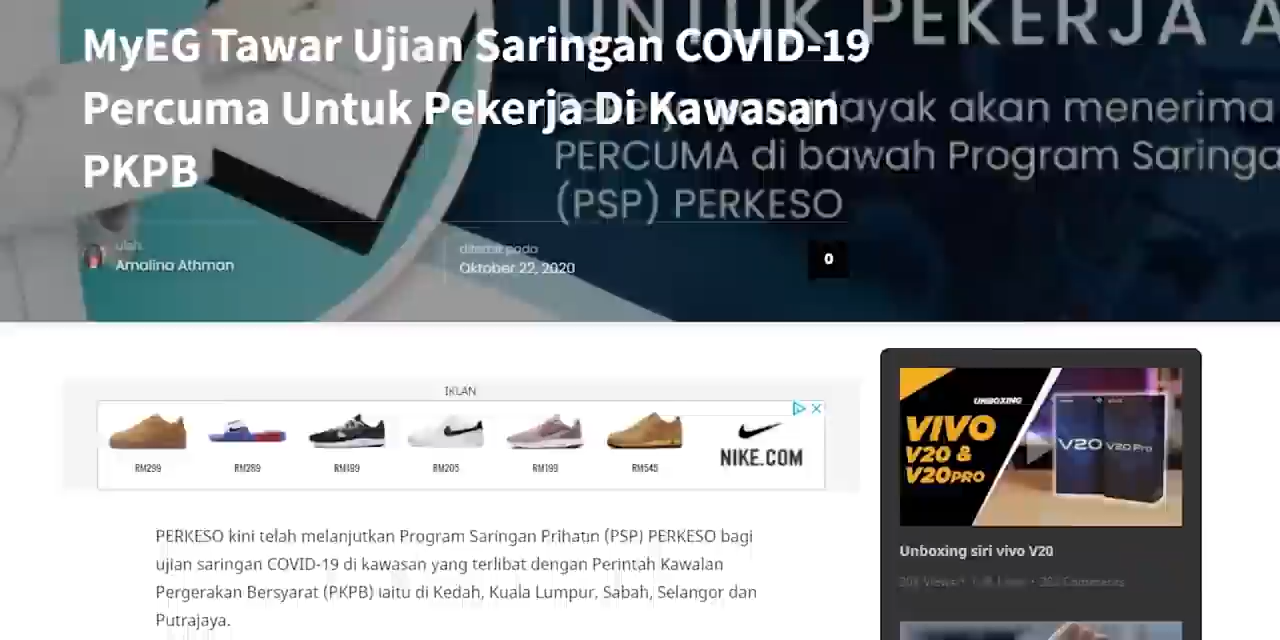 UNTUK PEKERJA A
MyEG Tawar Ujian Saringan COVID-19
Percuma Untuk Pekerja Di Kawasan
PKPB
layak akan menerima
PERCUMA di bawah Program Saringa
(PSP) PERKESO
oleh
Amalina Athman
ditulis pada
Oktober 22, 2020
0
IKLAN
RM299
RM289
RM499
RM205
RM199
RM545
NIKE.COM
UNBOXING
VIVO
V20 &
V20PRO
V20
V20 Pro
Unboxing siri vivo V20
PERKESO kini telah melanjutkan Program Saringan Prihatin (PSP) PERKESO bagi
ujian saringan COVID-19 di kawasan yang terlibat dengan Perintah Kawalan
Pergerakan Bersyarat (PKPB) iaitu di Kedah, Kuala Lumpur, Sabah, Selangor dan
Putrajaya.